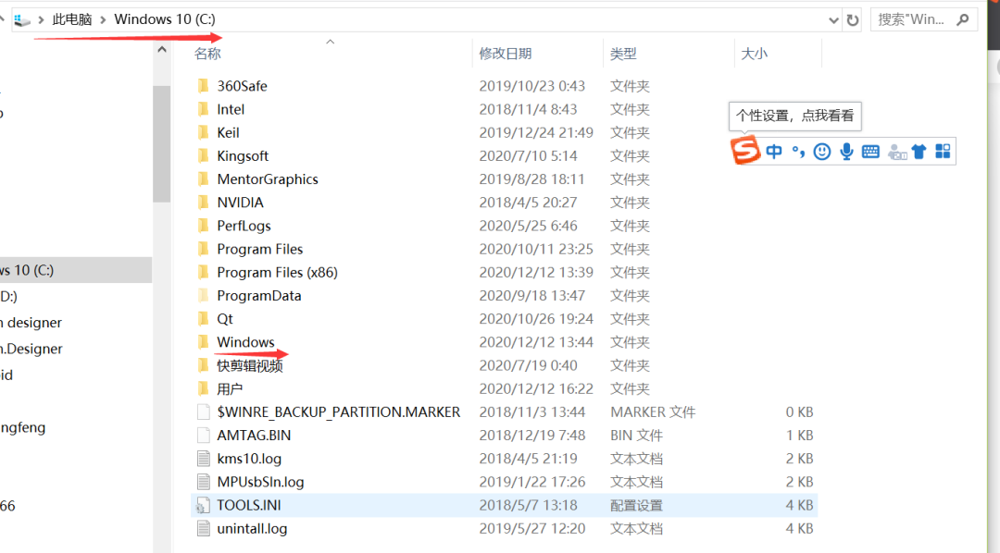 此电脑 > Windows 10 (C:) 搜索"Win...
名称 修改日期 类型 大小
360Safe 2019/10/23 0:43 文件夹
Intel 2018/11/4 8:43 文件夹
个性设置，点我看看
Keil 2019/12/24 21:49 文件夹
中
Kingsoft 2020/7/10 5:14 文件夹
MentorGraphics 2019/8/28 18:11 文件夹
NVIDIA 2018/4/5 20:27 文件夹
PerfLogs 2020/5/25 6:46 文件夹
Program Files 2020/10/11 23:25 文件夹
ws 10 (C:)
Program Files (x86) 2020/12/12 13:39 文件夹
D:)
ProgramData 2020/9/18 13:47 文件夹
n designer
Qt 2020/10/26 19:24 文件夹
n.Designer
Windows 2020/12/12 13:44 文件夹
快剪辑视频 2020/7/19 0:40 文件夹
id
用户 2020/12/12 16:22 文件夹
$WINRE_BACKUP_PARTITION.MARKER 2018/11/3 13:44 MARKER 文件 0 KB
ngfeng
AMTAG.BIN 2018/12/19 7:48 BIN 文件 1 KB
kms10.log 2018/4/5 21:19 文本文档 2 KB
MPUsbSln.log 2019/1/22 17:26 文本文档 2 KB
66
TOOLS.INI 2018/5/7 13:18 配置设置 4 KB
unintall.log 2019/5/27 12:20 文本文档 4 KB